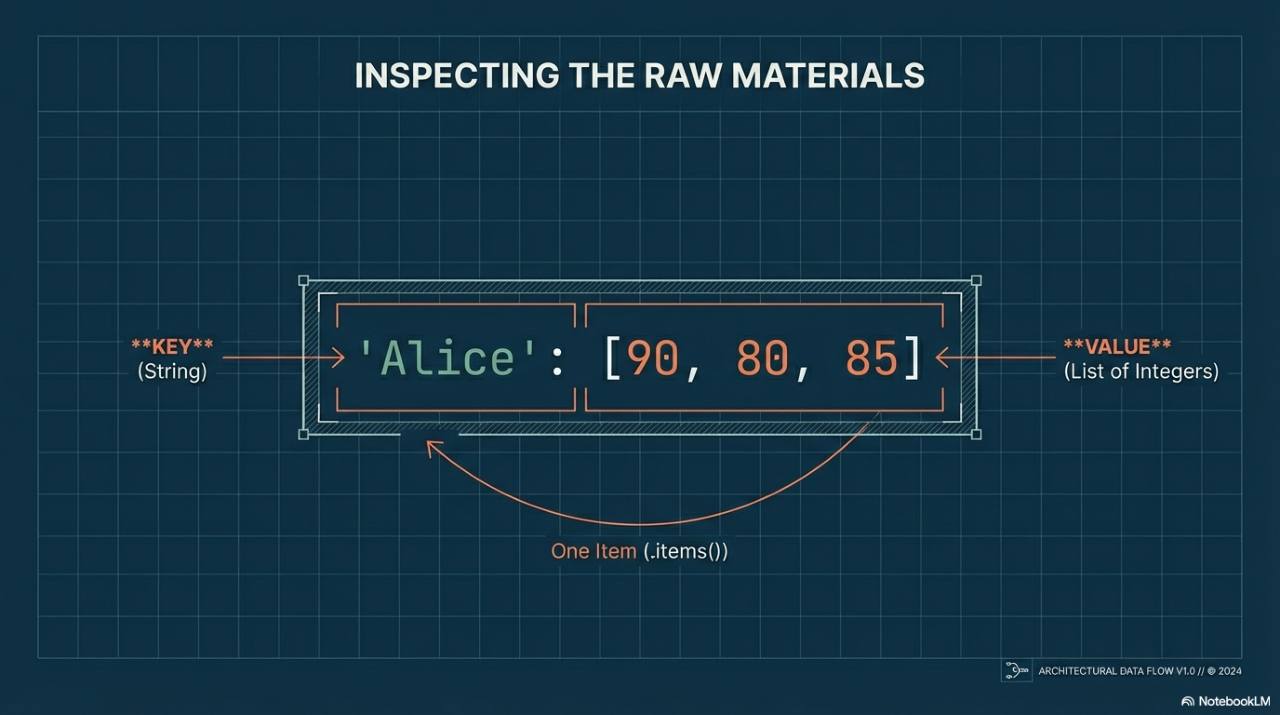 INSPECTING THE RAW MATERIALS
**KEY**
(String)
'Alice': [90, 80, 85]
**VALUE**
(List of Integers)
One Item (.items())
ARCHITECTURAL DATA FLOW V1.0 // © 2024
NotebookLM